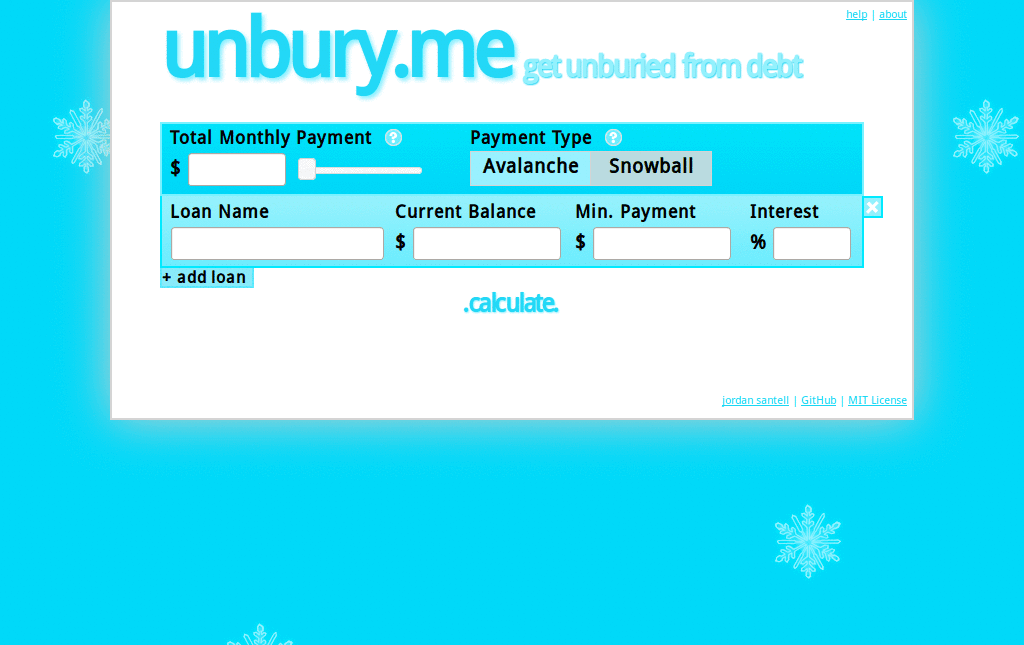 help | about
unbury.me get unburied from debt
Total Monthly Payment ? Payment Type ?
$ Avalanche Snowball
Loan Name Current Balance Min. Payment Interest
$ $ %
+ add loan
.calculate.
jordan santell | GitHub | MIT License